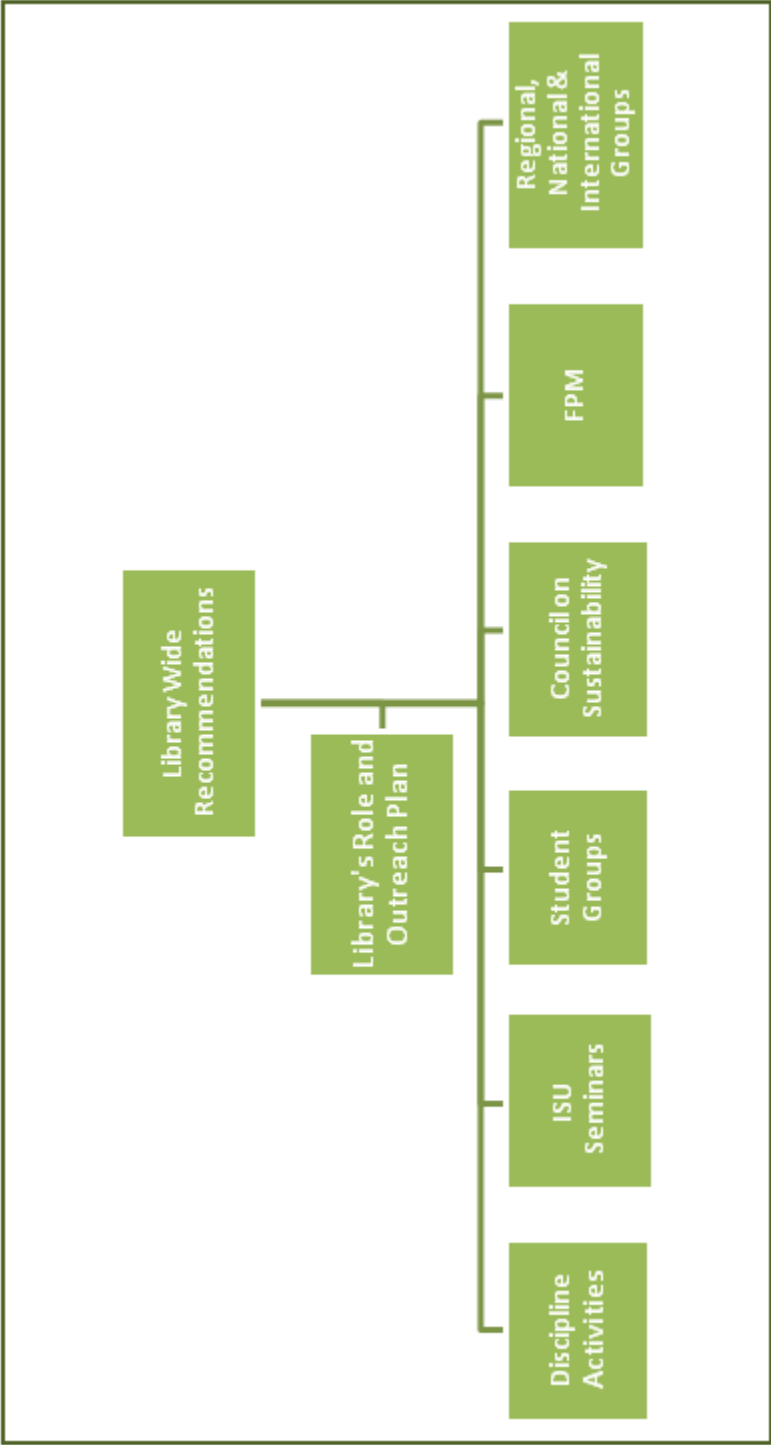 Library Wide
Recommendations
Library's Role and
Outreach Plan
Discipline
Activities
ISU
Seminars
Student
Groups
Council on
Sustainability
FPM
Regional,
National &
International
Groups